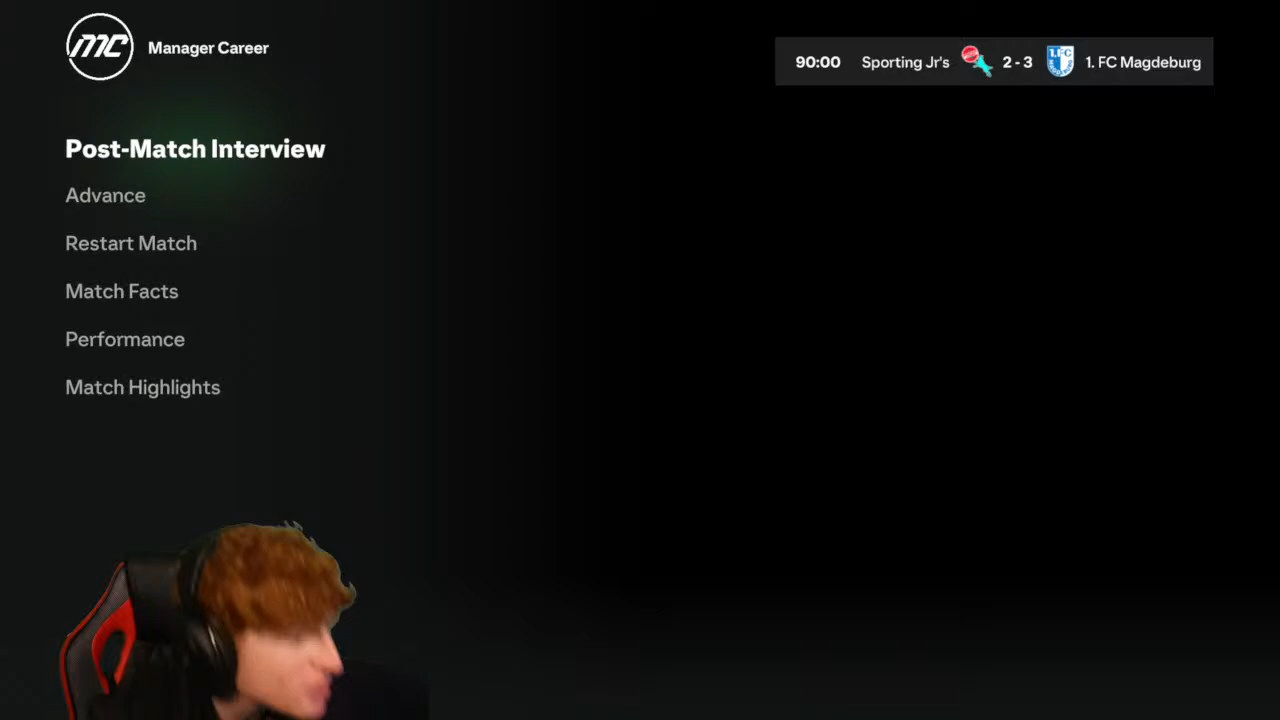 MC Manager Career
90:00 Sporting Jr's 2 - 3 1. FC Magdeburg
Post-Match Interview
Advance
Restart Match
Match Facts
Performance
Match Highlights